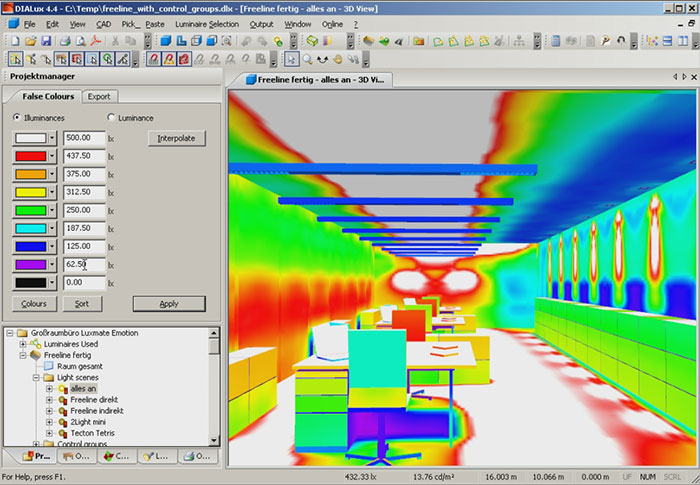 DIALux 4.4 - C:\Temp\freeline_with_control_groups.dlx - [Freeline fertig - alles an - 3D View]
File Edit View CAD Pick_ Paste Luminaire Selection Output Window Online ?
Projektmanager
Freeline fertig - alles an - 3D Vi...
False Colours Export
Illuminances Luminance
500.00 lx Interpolate
437.50 lx
375.00 lx
312.50 lx
250.00 lx
187.50 lx
125.00 lx
62.50 lx
0.00 lx
Colours Sort Apply
Großraumbüro Luxmate Emotion
Luminaires Used
Freeline fertig
Raum gesamt
Light scenes
alles an
Freeline direkt
Freeline indirekt
2Light mini
Tecton Tetris
Control groups
Pr... O... C... L... O...
For Help, press F1. 432.33 lx 13.76 cd/m² 16.003 m 10.066 m 0.000 m UF NUM SCRL